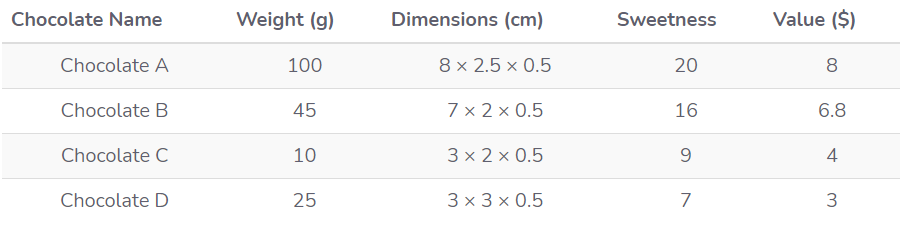 Chocolate Name Weight (g) Dimensions (cm) Sweetness Value ($)
Chocolate A 100 8 × 2.5 × 0.5 20 8
Chocolate B 45 7 × 2 × 0.5 16 6.8
Chocolate C 10 3 × 2 × 0.5 9 4
Chocolate D 25 3 × 3 × 0.5 7 3